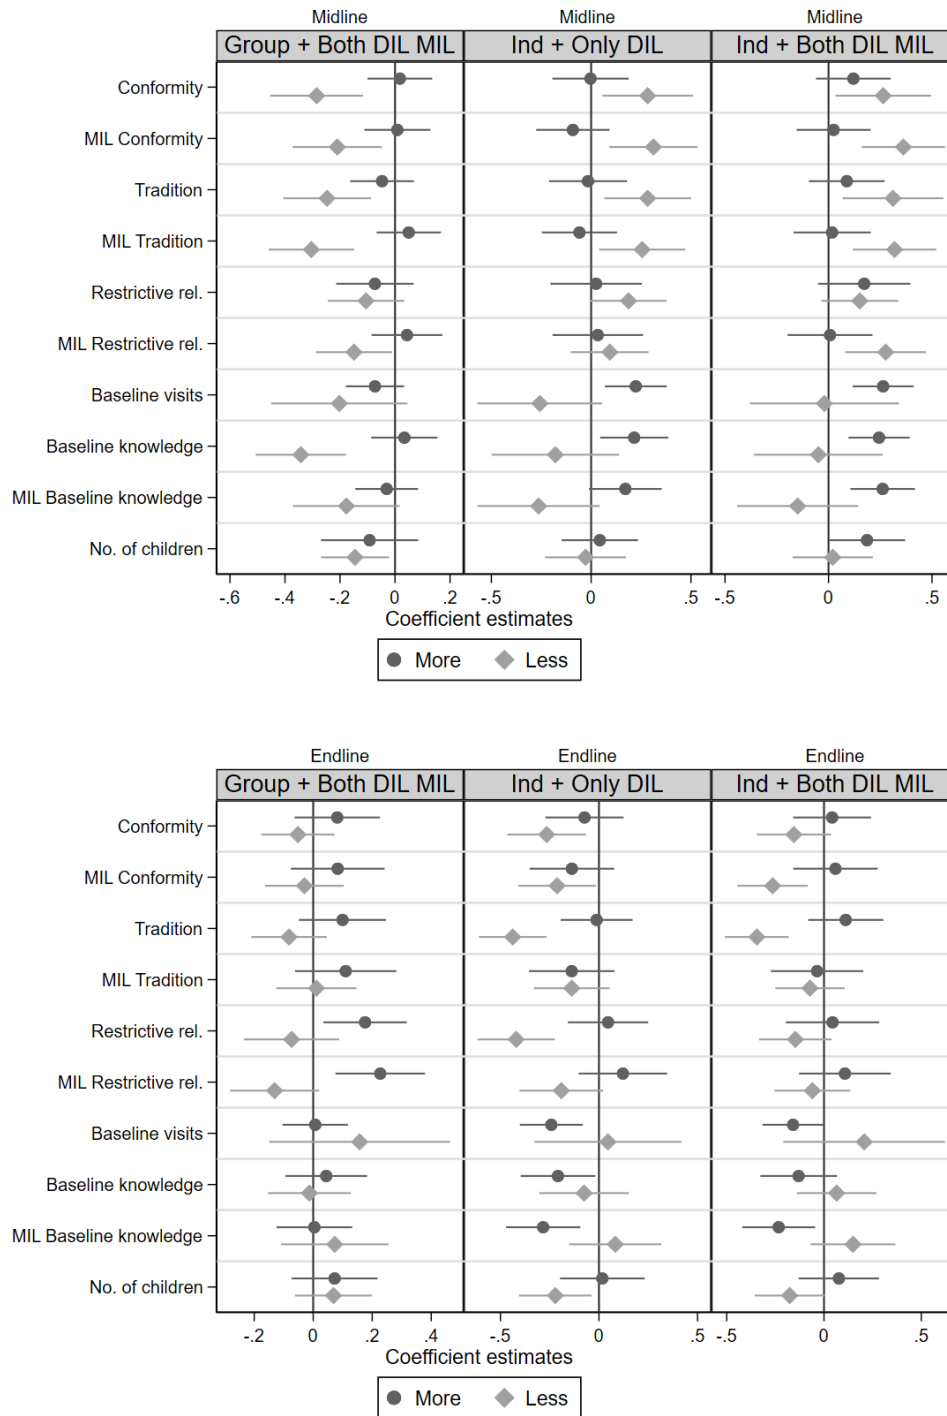 Midline Midline Midline
Group + Both DIL MIL Ind + Only DIL Ind + Both DIL MIL
Conformity
MIL Conformity
Tradition
MIL Tradition
Restrictive rel.
MIL Restrictive rel.
Baseline visits
Baseline knowledge
MIL Baseline knowledge
No. of children
-.6 -.4 -.2 0 .2 -.5 0 .5 -.5 0 .5
Coefficient estimates
More Less
Endline Endline Endline
Group + Both DIL MIL Ind + Only DIL Ind + Both DIL MIL
Conformity
MIL Conformity
Tradition
MIL Tradition
Restrictive rel.
MIL Restrictive rel.
Baseline visits
Baseline knowledge
MIL Baseline knowledge
No. of children
-.2 0 .2 .4 -.5 0 .5 -.5 0 .5
Coefficient estimates
More Less